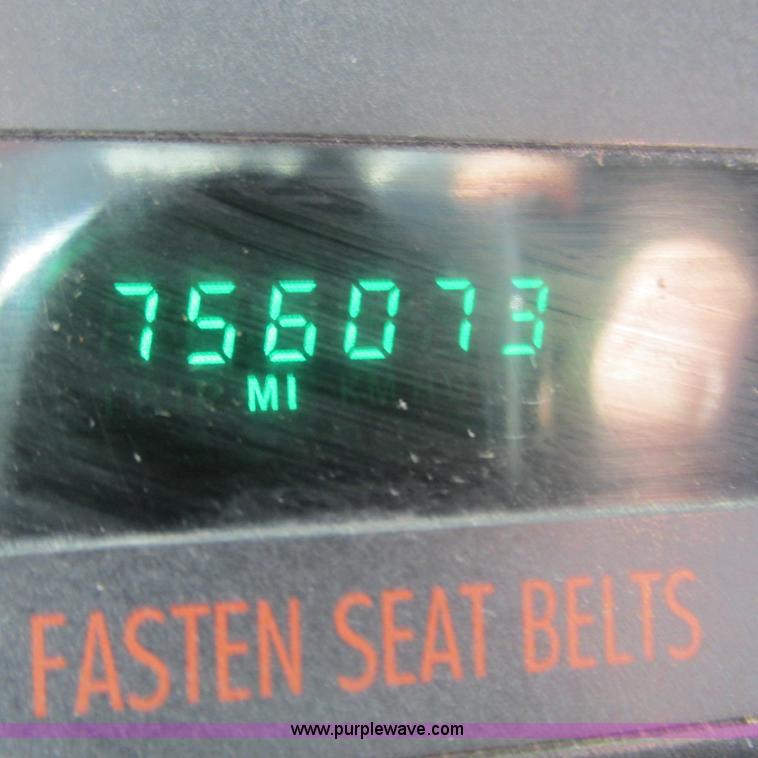 756073
MI
FASTEN SEAT BELTS
www.purplewave.com